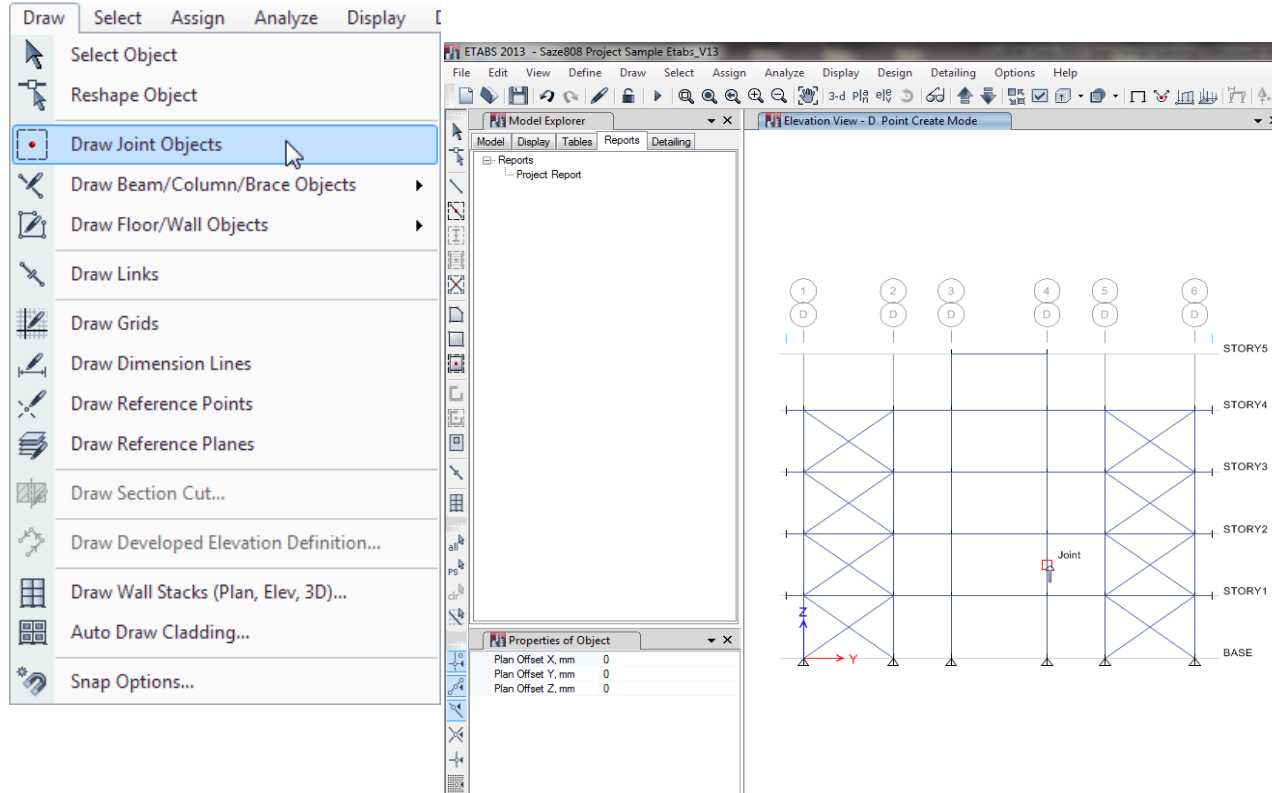 Draw Select Assign Analyze Display
Select Object
Reshape Object
Draw Joint Objects
Draw Beam/Column/Brace Objects
Draw Floor/Wall Objects
Draw Links
Draw Grids
Draw Dimension Lines
Draw Reference Points
Draw Reference Planes
Draw Section Cut...
Draw Developed Elevation Definition...
Draw Wall Stacks (Plan, Elev, 3D)...
Auto Draw Cladding...
Snap Options...
ETABS 2013 - Saze808 Project Sample Etabs_V13
File Edit View Define Draw Select Assign Analyze Display Design Detailing Options Help
3-d
Model Explorer
Model Display Tables Reports Detailing
Reports
Project Report
all
PS
clr
Properties of Object
Plan Offset X, mm 0
Plan Offset Y, mm 0
Plan Offset Z, mm 0
Elevation View - D Point Create Mode
1 2 3 4 5 6
D D D D D D
STORY5
STORY4
STORY3
STORY2
Joint
STORY1
Z
Y
BASE